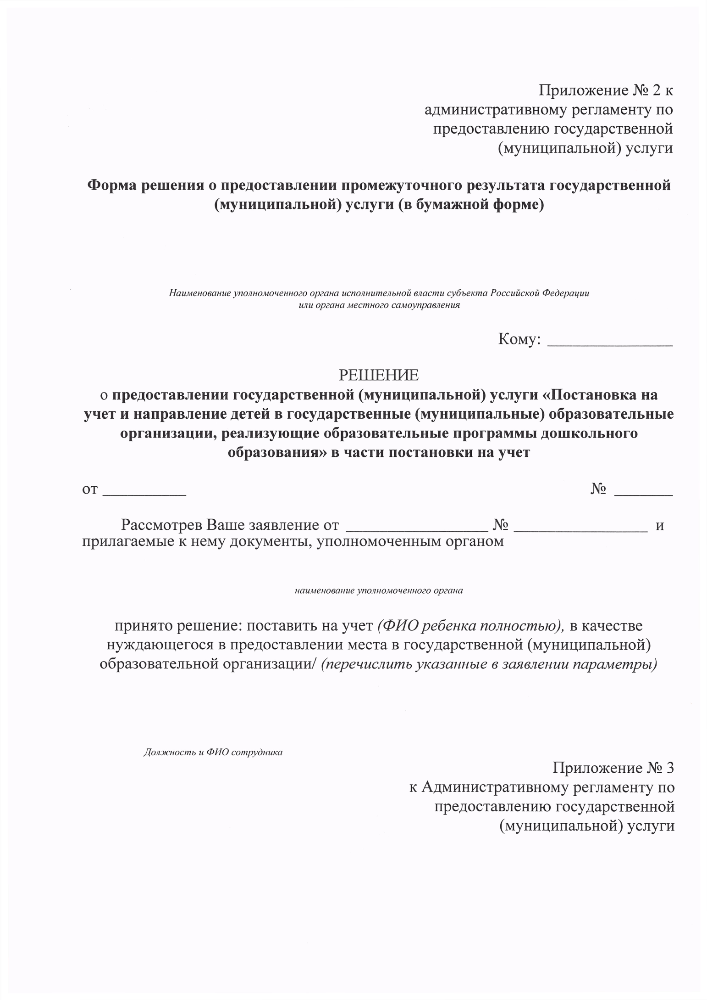 Приложение № 2 к
административному регламенту по
предоставлению государственной
(муниципальной) услуги
Форма решения о предоставлении промежуточного результата государственной
(муниципальной) услуги (в бумажной форме)
Наименование уполномоченного органа исполнительной власти субъекта Российской Федерации
или органа местного самоуправления
Кому: _______________
РЕШЕНИЕ
о предоставлении государственной (муниципальной) услуги «Постановка на
учет и направление детей в государственные (муниципальные) образовательные
организации, реализующие образовательные программы дошкольного
образования» в части постановки на учет
от __________ № _______
Рассмотрев Ваше заявление от _________________ № ________________ и
прилагаемые к нему документы, уполномоченным органом
наименование уполномоченного органа
принято решение: поставить на учет (ФИО ребенка полностью), в качестве
нуждающегося в предоставлении места в государственной (муниципальной)
образовательной организации/ (перечислить указанные в заявлении параметры)
Должность и ФИО сотрудника
Приложение № 3
к Административному регламенту по
предоставлению государственной
(муниципальной) услуги